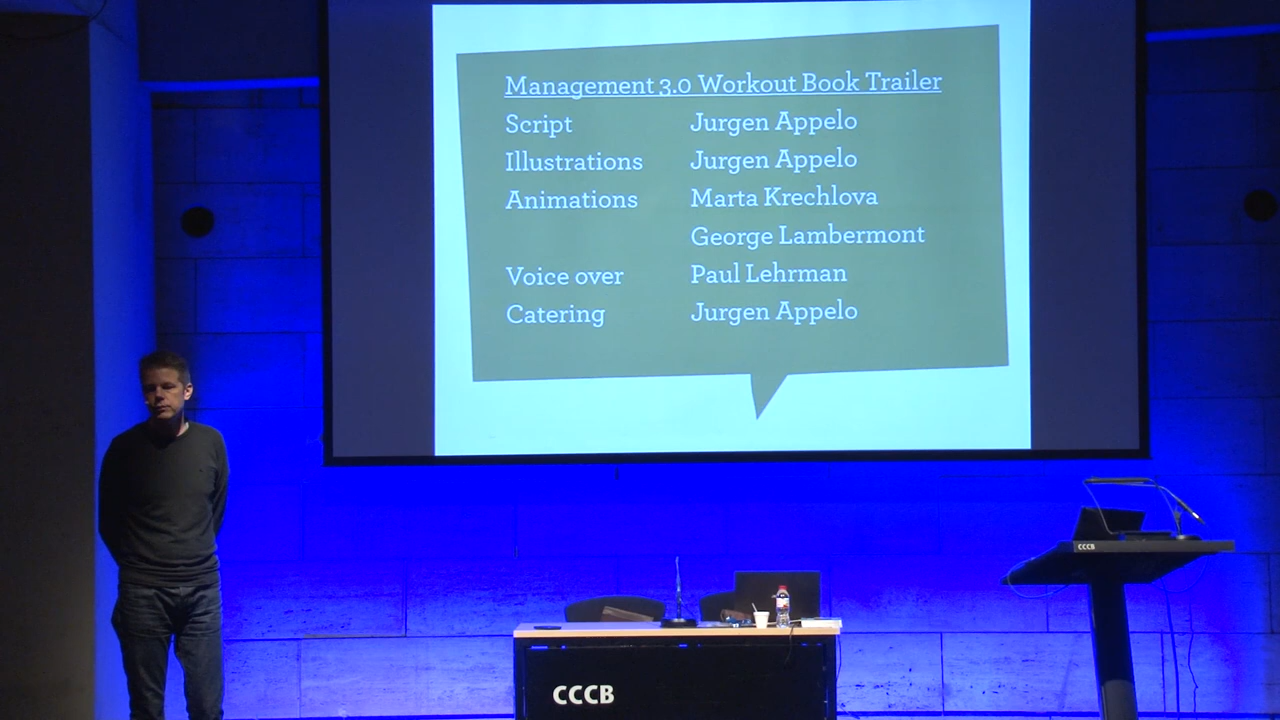 Management 3.0 Workout Book Trailer
Script Jurgen Appelo
Illustrations Jurgen Appelo
Animations Marta Krechlova
George Lambermont
Voice over Paul Lehrman
Catering Jurgen Appelo
CCCB
CCCB